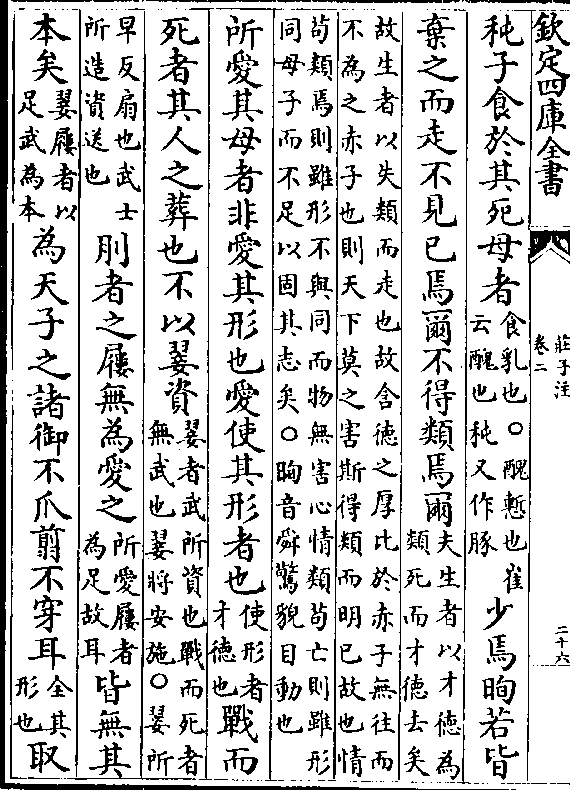 欽定四庫全書
莊子注
卷二
二十六
㹠子食於其死母者
食乳也○醜慙也崔
云醜也㹠又作豚
少焉眴若皆
棄之而走不見已焉爾不得類焉爾
夫生者以才德為
類死而才德去矣
故生者以失類而走也故含德之厚比於赤子無往而
不為之赤子也則天下莫之害斯得類而明已故也情
苟類焉則雖形不與同而物無害心情類苟亡則雖形
同母子而不足以固其志矣○眴音舜驚貌目動也
所愛其母者非愛其形也愛使其形者也
使形者
才德也
戰而
死者其人之葬也不以翣資
翣者武所資也戰而死者
無武也翣將安施○翣所
早反扇也武士
所造資送也
刖者之屨無為愛之
所愛屨者
為足故耳
皆無其
本矣
翣屨者以
足武為本
為天子之諸御不爪翦不穿耳
全其
形也
取